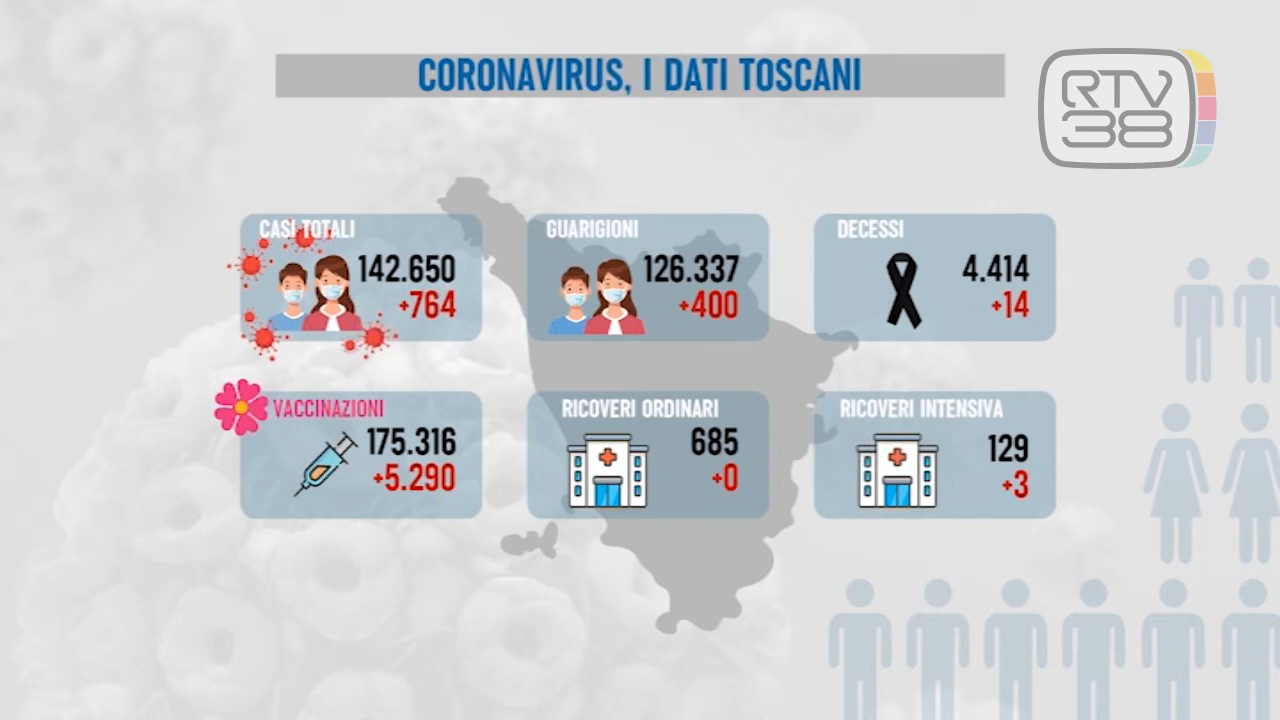 CORONAVIRUS, I DATI TOSCANI
RTV
38
CASI TOTALI
142.650
+764
GUARIGIONI
126.337
+400
DECESSI
4.414
+14
VACCINAZIONI
175.316
+5.290
RICOVERI ORDINARI
685
+0
RICOVERI INTENSIVA
129
+3